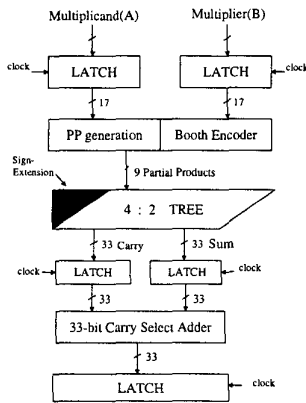 Multiplicand(A)
Multiplier(B)
clock
LATCH
LATCH
clock
17
17
PP generation
Booth Encoder
Sign-
Extension
9 Partial Products
4 : 2 TREE
33 Carry
33 Sum
clock
LATCH
LATCH
clock
33
33
33-bit Carry Select Adder
33
LATCH
clock